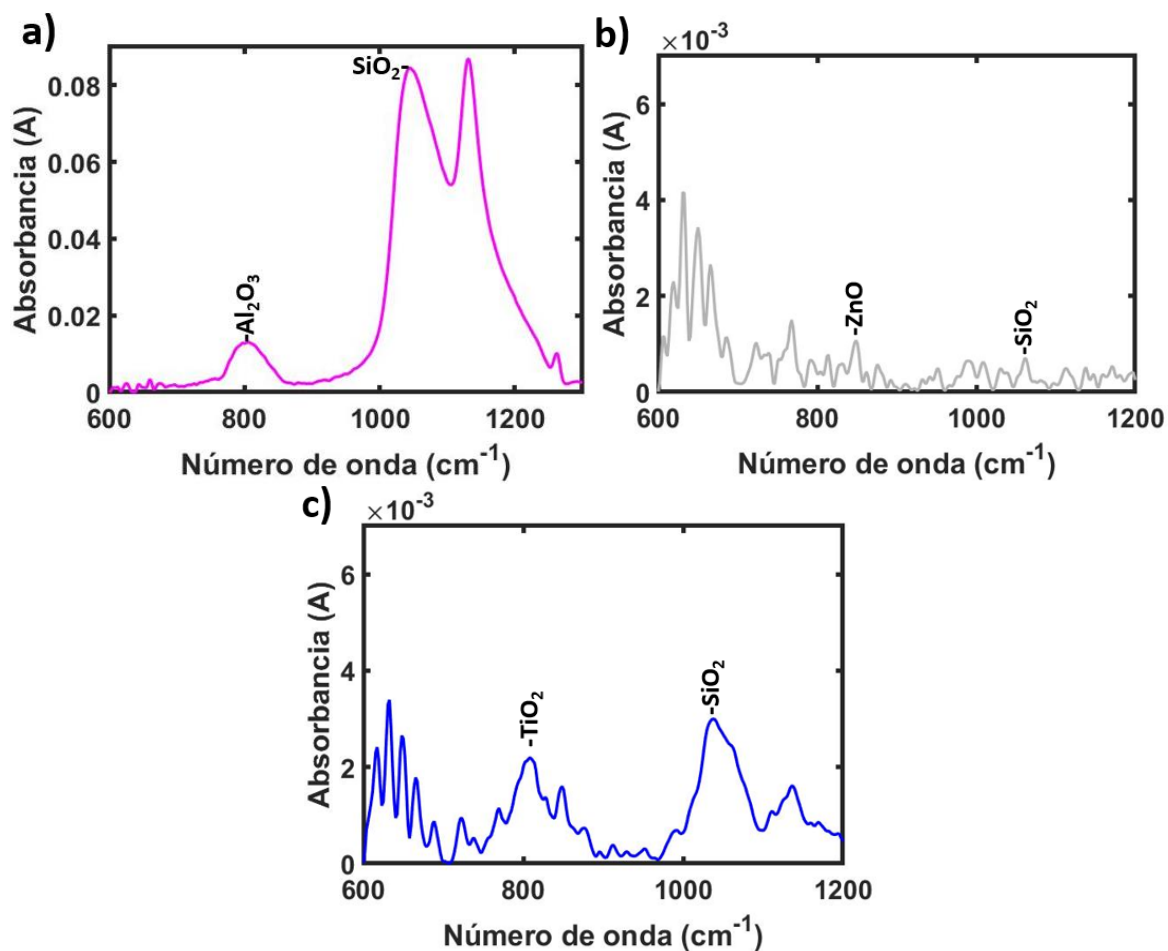 a)
Absorbancia (A)
0.08
0.06
0.04
0.02
0
SiO₂-
-Al₂O₃
600
800
1000
1200
Número de onda (cm⁻¹)
b)
×10⁻³
Absorbancia (A)
6
4
2
0
-ZnO
-SiO₂
600
800
1000
1200
Número de onda (cm⁻¹)
c)
×10⁻³
Absorbancia (A)
6
4
2
0
-TiO₂
-SiO₂
600
800
1000
1200
Número de onda (cm⁻¹)